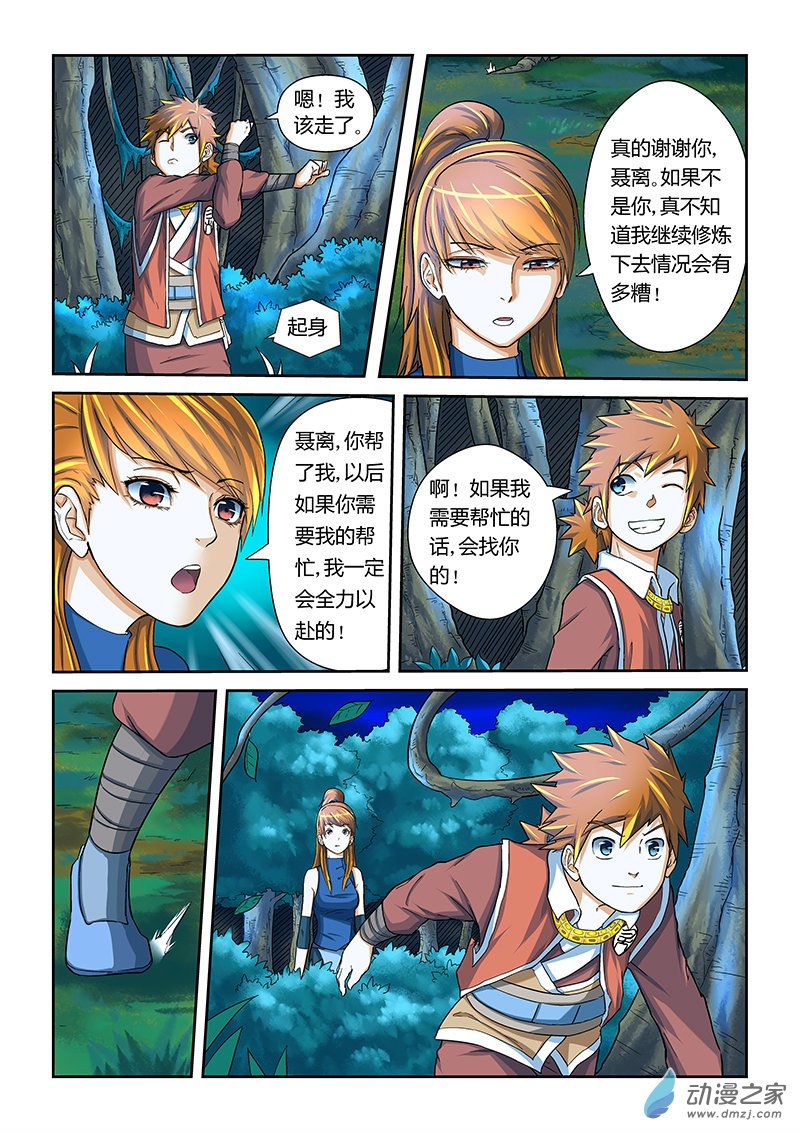 嗯！我
该走了。
起身
真的谢谢你，
聂离。如果不
是你，真不知
道我继续修炼
下去情况会有
多糟！
聂离，你帮
了我，以后
如果你需
要我的帮
忙，我一定
会全力以
赴的！
啊！如果我
需要帮忙的
话，会找你
的！
动漫之家
www.dmzj.com